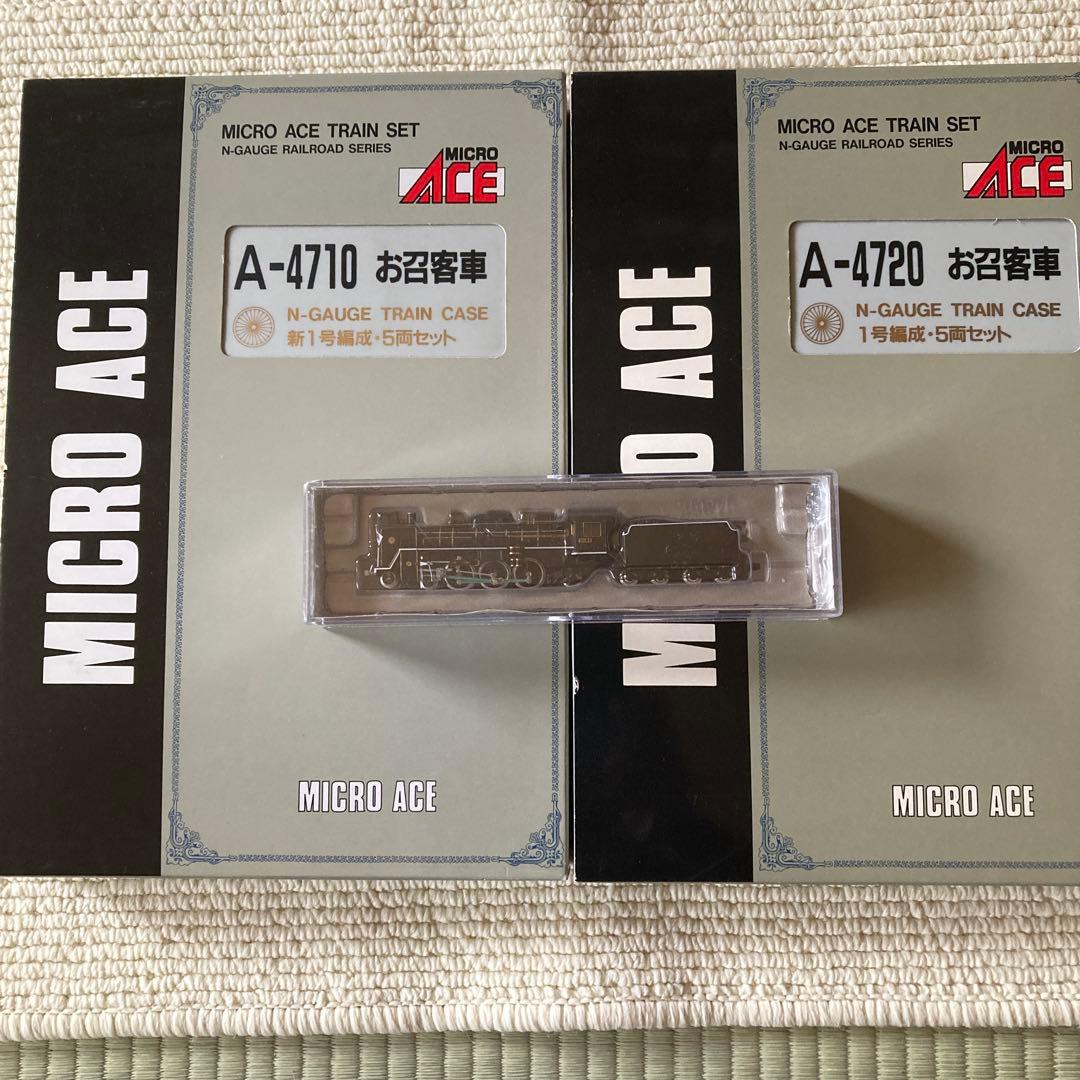 MICRO ACE
MICRO ACE TRAIN SET
N-GAUGE RAILROAD SERIES
MICRO
ACE
A-4710 お召客車
N-GAUGE TRAIN CASE
新1号編成・5両セット
MICRO ACE
MICRO ACE
MICRO ACE TRAIN SET
N-GAUGE RAILROAD SERIES
MICRO
ACE
A-4720 お召客車
N-GAUGE TRAIN CASE
1号編成・5両セット
MICRO ACE